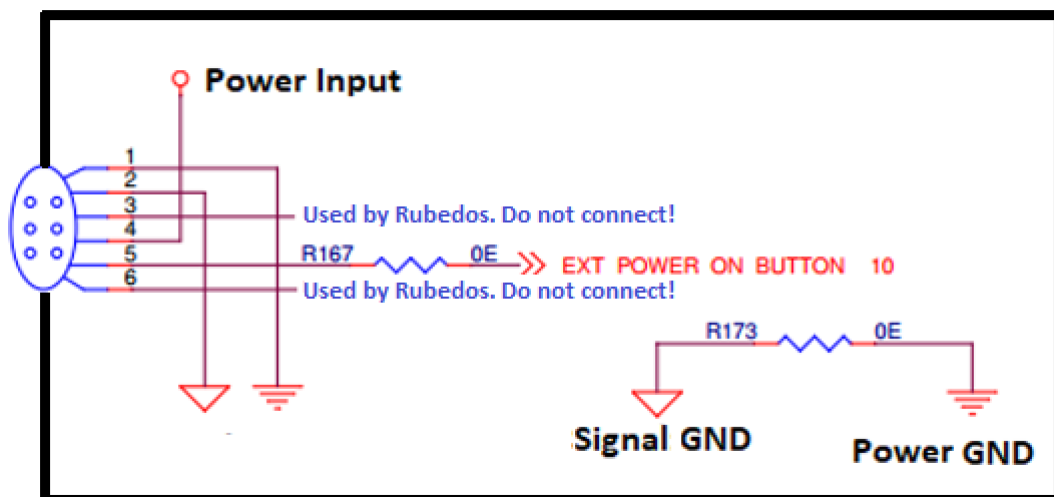 Power Input
1
2
3 Used by Rubedos. Do not connect!
4
5 R167 0E EXT POWER ON BUTTON 10
6 Used by Rubedos. Do not connect!
R173 0E
Signal GND
Power GND